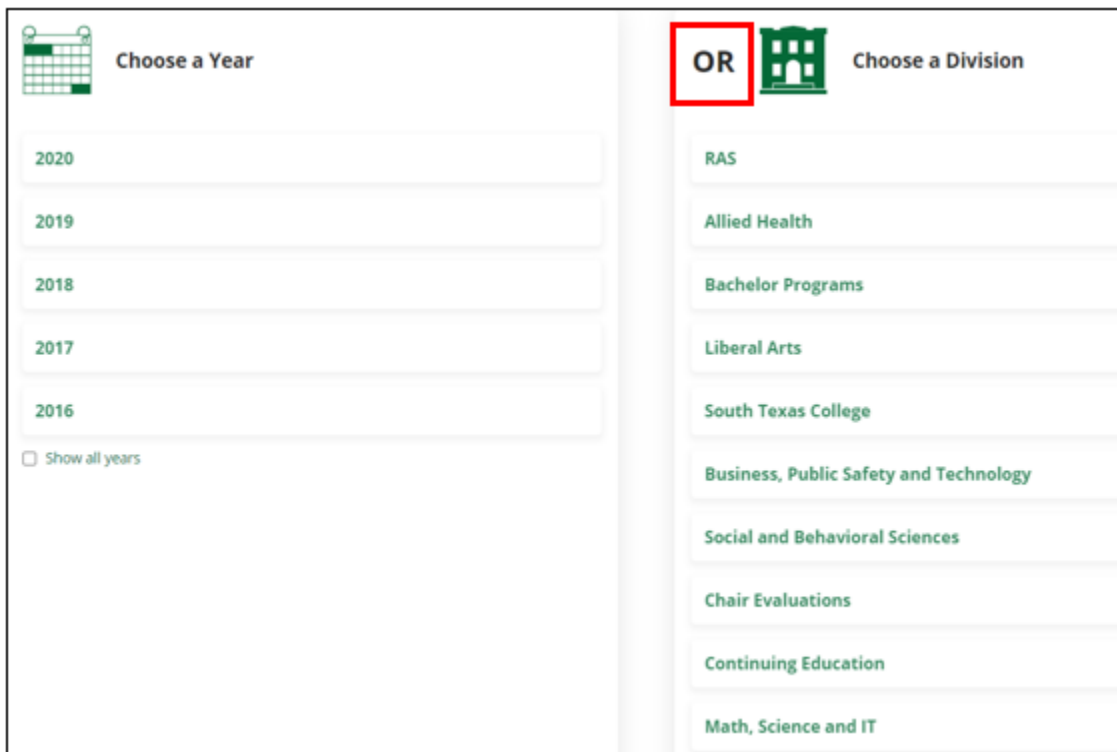 Choose a Year
2020
2019
2018
2017
2016
Show all years
OR
Choose a Division
RAS
Allied Health
Bachelor Programs
Liberal Arts
South Texas College
Business, Public Safety and Technology
Social and Behavioral Sciences
Chair Evaluations
Continuing Education
Math, Science and IT